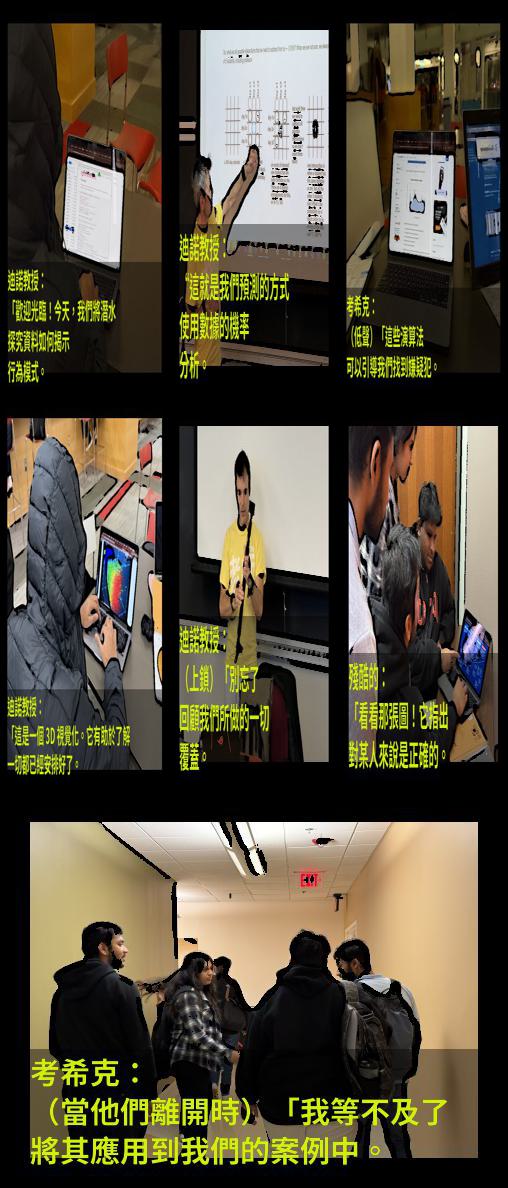 迪諾教授：
「歡迎光臨！今天，我們將潛水
探究資料如何揭示
行為模式。
迪諾教授：
“這就是我們預測的方式
使用數據的機率
分析。
考希克：
（低聲）「這些演算法
可以引導我們找到嫌疑犯。
迪諾教授：
「這是一個 3D 視覺化。它有助於了解
一切都已經安排好了。
迪諾教授：
（上鎖）「別忘了
回顧我們所做的一切
覆蓋。
殘酷的：
「看看那張圖！它指出
對某人來說是正確的。
考希克：
（當他們離開時）「我等不及了
將其應用到我們的案例中。